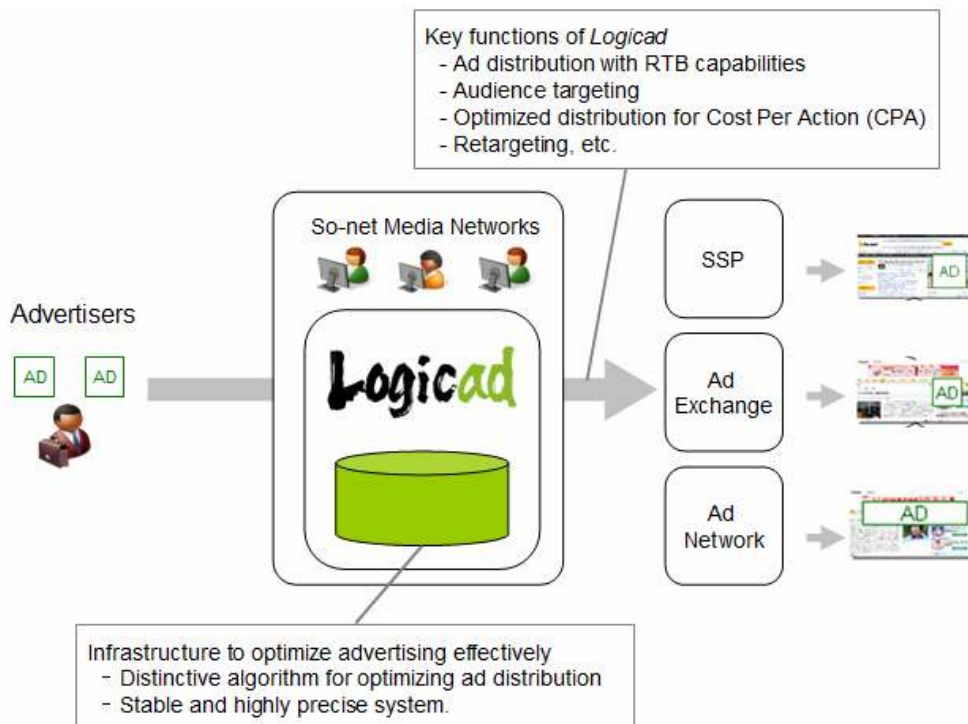 Key functions of Logicad
- Ad distribution with RTB capabilities
- Audience targeting
- Optimized distribution for Cost Per Action (CPA)
- Retargeting, etc.
So-net Media Networks
SSP
AD
Advertisers
AD AD
Logicad
Ad
Exchange
AD
Ad
Network
AD
Infrastructure to optimize advertising effectively
- Distinctive algorithm for optimizing ad distribution
- Stable and highly precise system.